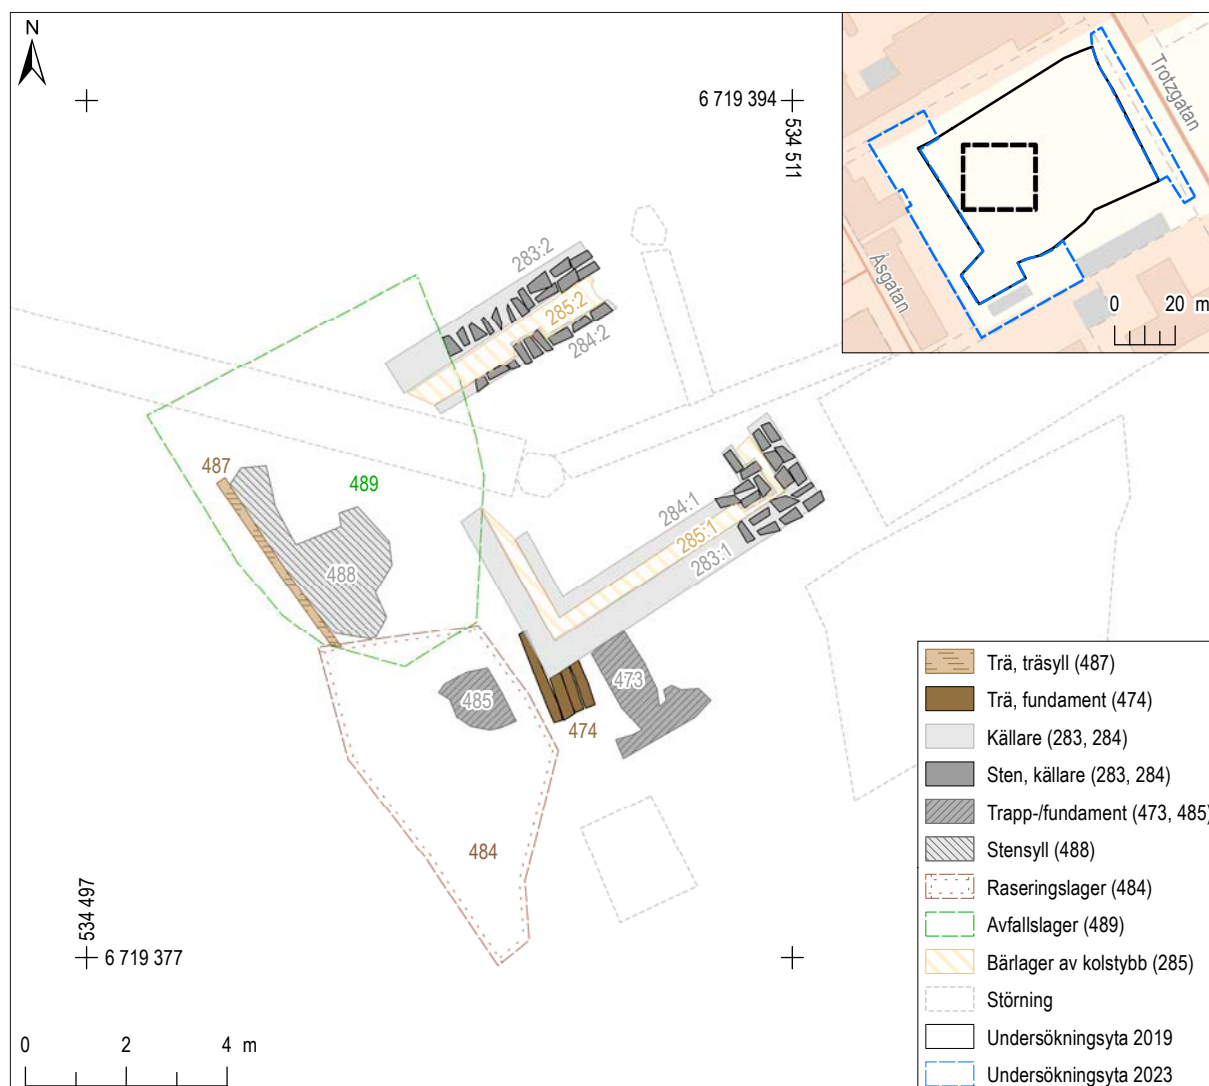 N
6 719 394
534 511
Trotzgatan
Åsgatan
0 20 m
283:2
285:2
284:2
487
489
488
284:1
285:1
283:1
485
474
473
484
534 497
6 719 377
0 2 4 m
Trä, träsyll (487)
Trä, fundament (474)
Källare (283, 284)
Sten, källare (283, 284)
Trapp-/fundament (473, 485)
Stensyll (488)
Raseringslager (484)
Avfallslager (489)
Bärlager av kolstybb (285)
Störning
Undersökningsyta 2019
Undersökningsyta 2023